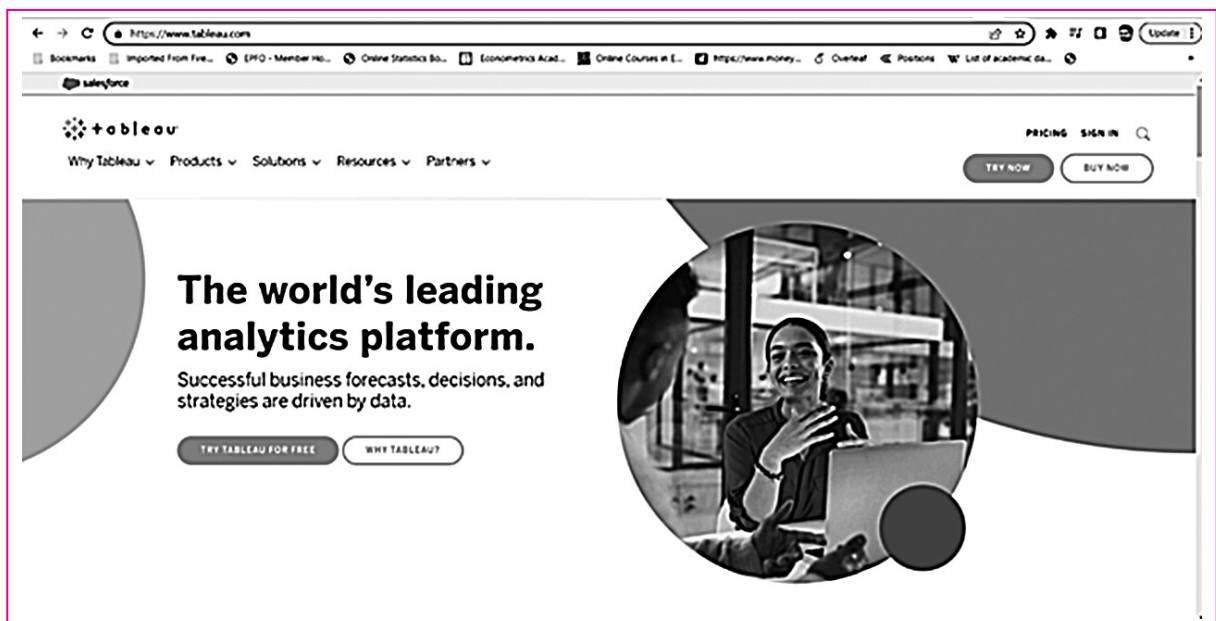 https://www.tableau.com
Update
Bookmarks Imported From Fire... EPFO - Member Ho... Online Statistics Bo... Econometrics Acad... Online Courses in E... https://www.money... Overleaf Positions List of academic da...
salesforce
+ableau
PRICING SIGN IN
Why Tableau Products Solutions Resources Partners
TRY NOW BUY NOW
The world's leading
analytics platform.
Successful business forecasts, decisions, and
strategies are driven by data.
TRY TABLEAU FOR FREE WHY TABLEAU?